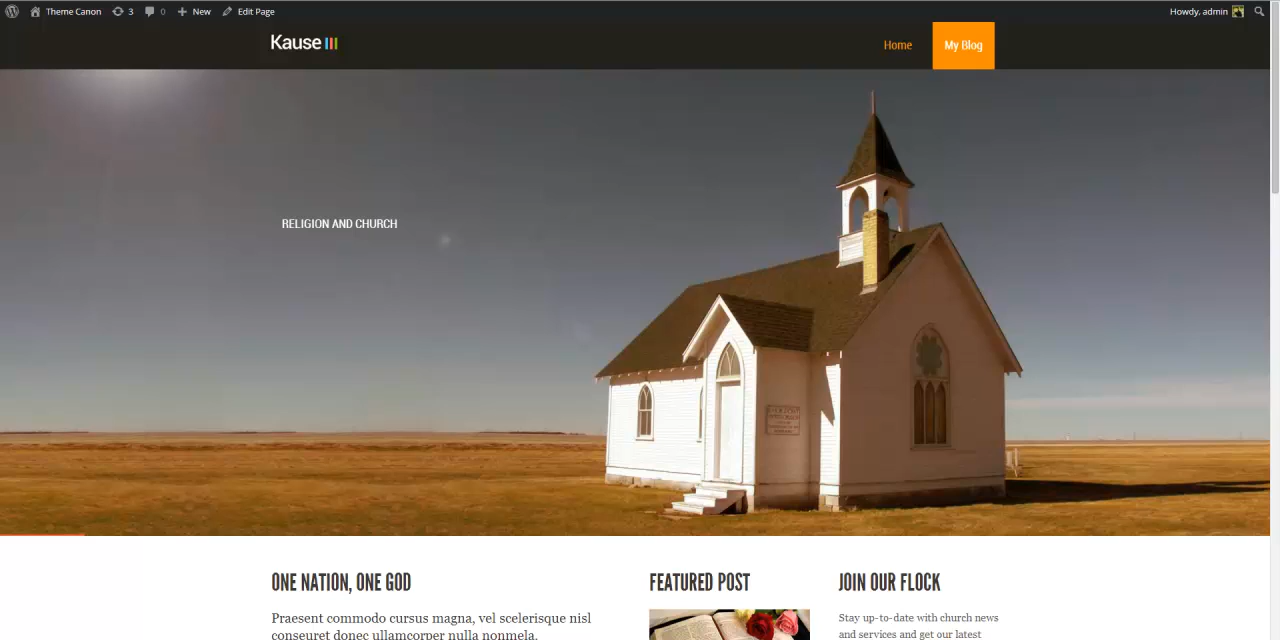 Theme Canon 3 0 New Edit Page Howdy, admin
Kause
Home My Blog
RELIGION AND CHURCH
ONE NATION, ONE GOD
Praesent commodo cursus magna, vel scelerisque nisl
conseuret donec ullamcorper nulla nonmela.
FEATURED POST
JOIN OUR FLOCK
Stay up-to-date with church news
and services and get our latest